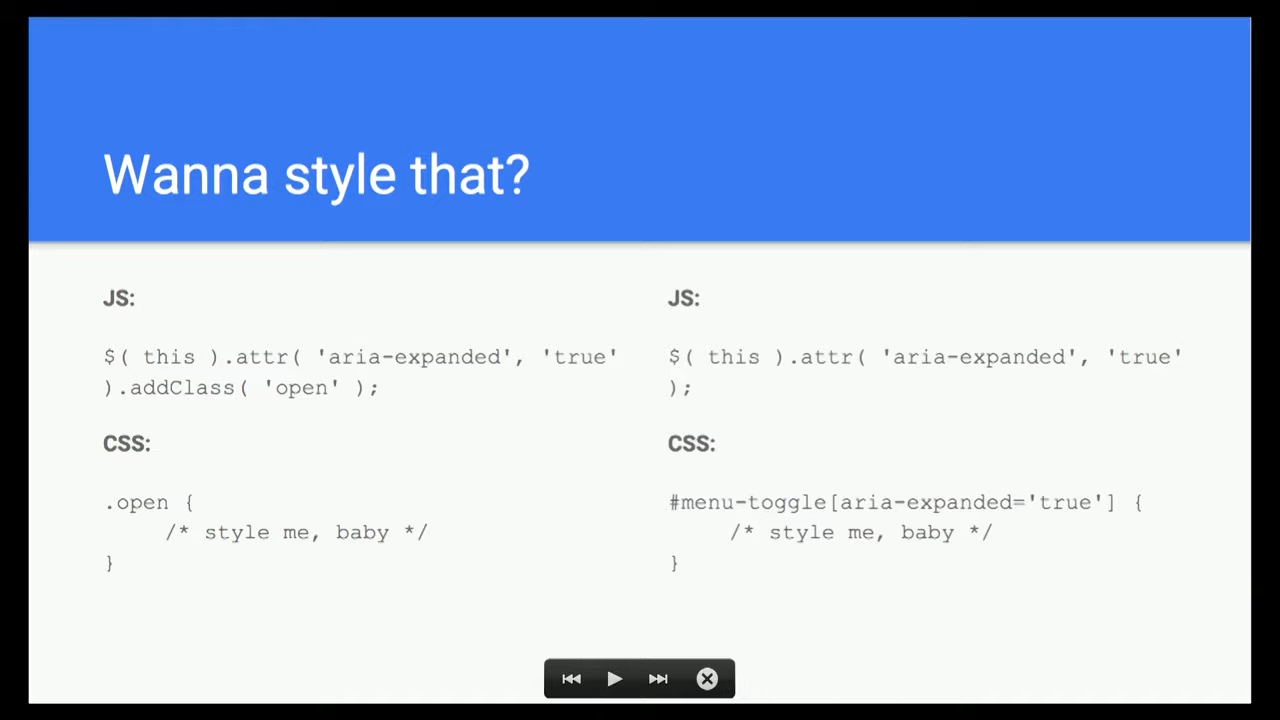 Wanna style that?
JS:
$( this ).attr( 'aria-expanded', 'true'
).addClass( 'open' );
CSS:
.open {
/* style me, baby */
}
JS:
$( this ).attr( 'aria-expanded', 'true'
);
CSS:
#menu-toggle[aria-expanded='true'] {
/* style me, baby */
}